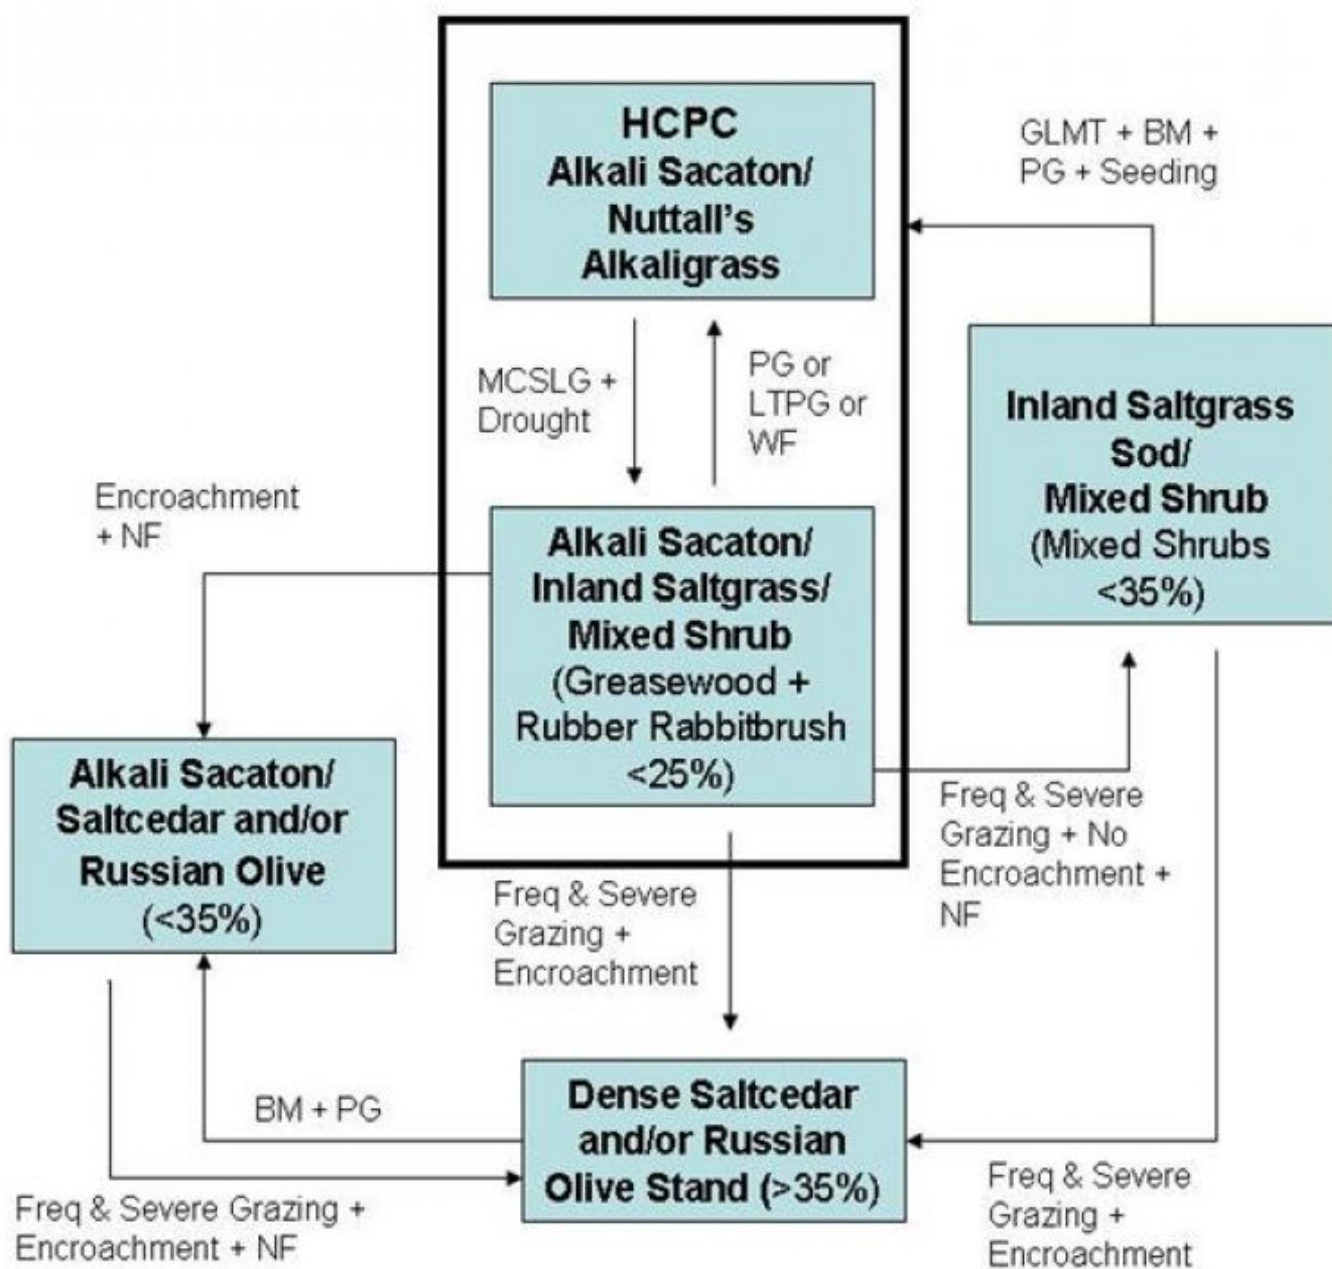 HCPC
Alkali Sacaton/
Nuttall's
Alkaligrass
GLMT + BM +
PG + Seeding
MCSLG +
Drought
PG or
LTPG or
WF
Inland Saltgrass
Sod/
Mixed Shrub
(Mixed Shrubs
<35%)
Encroachment
+ NF
Alkali Sacaton/
Inland Saltgrass/
Mixed Shrub
(Greasewood +
Rubber Rabbitbrush
<25%)
Alkali Sacaton/
Saltcedar and/or
Russian Olive
(<35%)
Freq & Severe
Grazing + No
Encroachment +
NF
Freq & Severe
Grazing +
Encroachment
BM + PG
Dense Saltcedar
and/or Russian
Olive Stand (>35%)
Freq & Severe Grazing +
Encroachment + NF
Freq & Severe
Grazing +
Encroachment